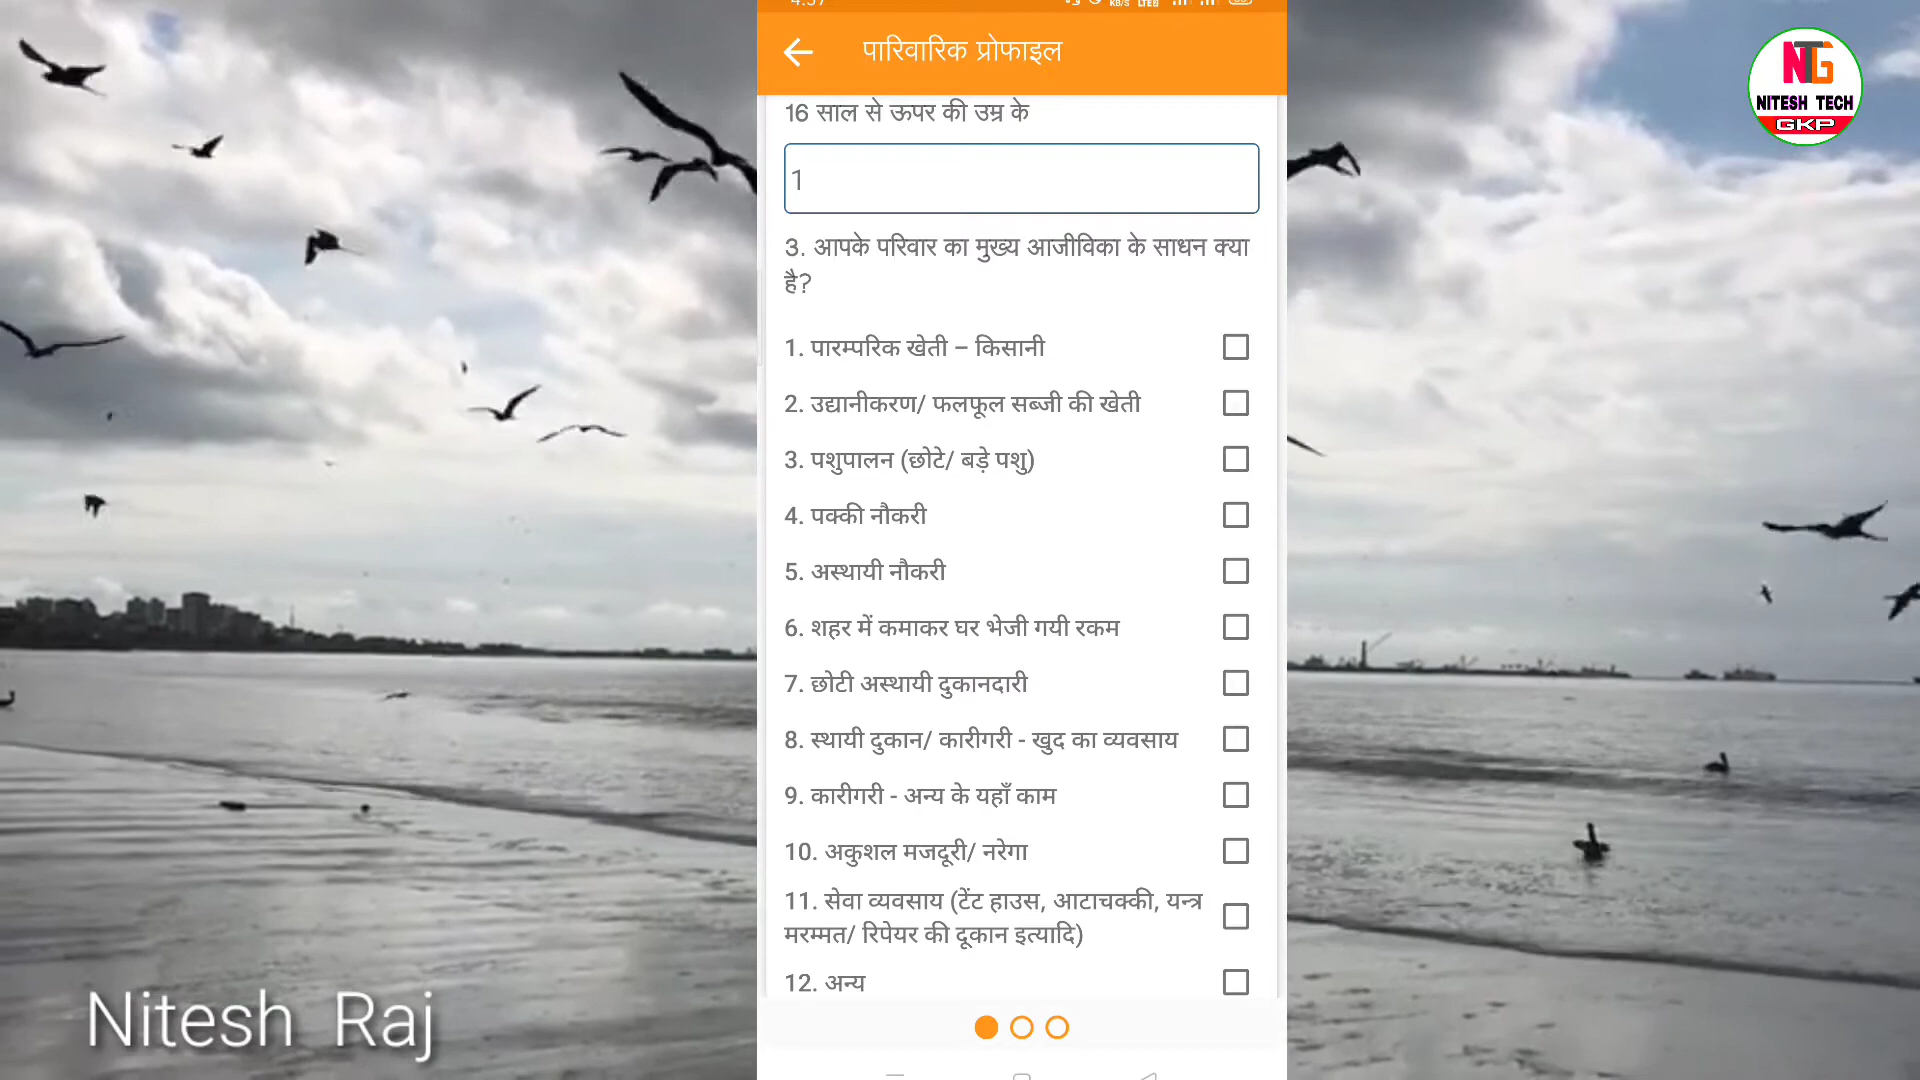 पारिवारिक प्रोफाइल
16 साल से ऊपर की उम्र के
1
3. आपके परिवार का मुख्य आजीविका के साधन क्या
है?
1. पारम्परिक खेती – किसानी
2. उद्यानीकरण/ फलफूल सब्जी की खेती
3. पशुपालन (छोटे/ बड़े पशु)
4. पक्की नौकरी
5. अस्थायी नौकरी
6. शहर में कमाकर घर भेजी गयी रकम
7. छोटी अस्थायी दुकानदारी
8. स्थायी दुकान/ कारीगरी - खुद का व्यवसाय
9. कारीगरी - अन्य के यहाँ काम
10. अकुशल मजदूरी/ नरेगा
11. सेवा व्यवसाय (टेंट हाउस, आटाचक्की, यन्त्र
मरम्मत/ रिपेयर की दूकान इत्यादि)
12. अन्य
NTG
NITESH TECH
GKP
Nitesh Raj